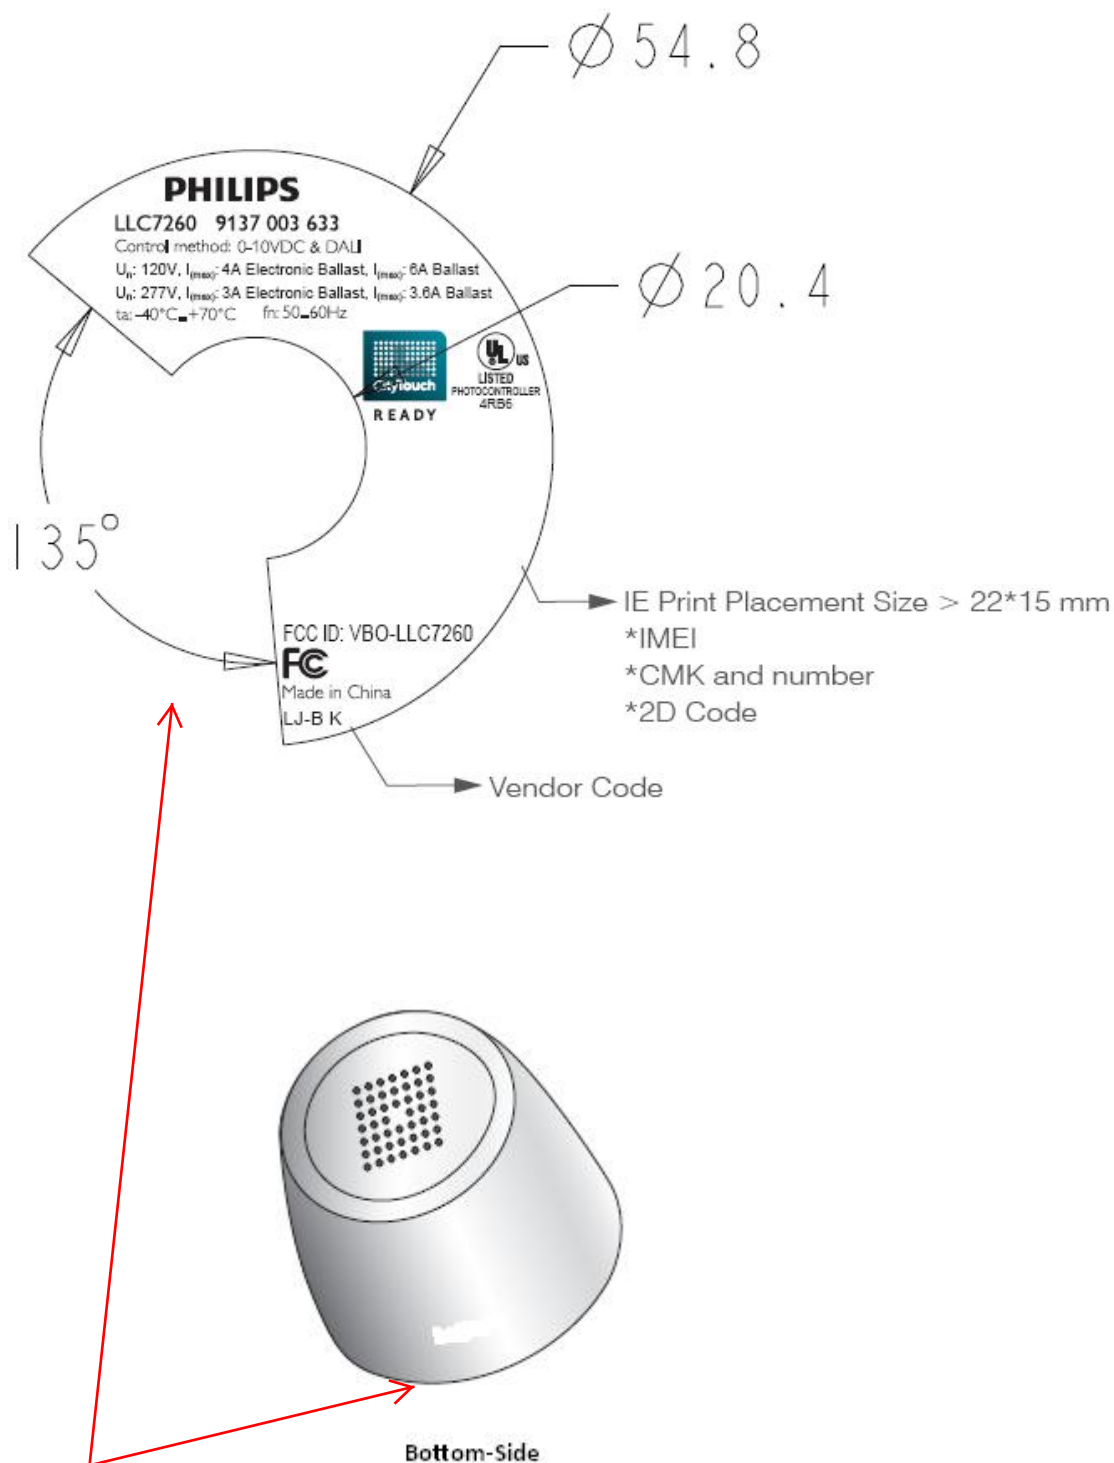 Ø54.8
PHILIPS
LLC7260 9137 003 633
Control method: 0-10VDC & DALI
Un: 120V, I(max): 4A Electronic Ballast, I(max): 6A Ballast
Un: 277V, I(max): 3A Electronic Ballast, I(max): 3.6A Ballast
ta: -40°C...+70°C fn: 50...60Hz
Ø20.4
UL US
LISTED
PHOTOCONTROLLER
4RB6
CityTouch
READY
135°
IE Print Placement Size > 22*15 mm
*IMEI
*CMK and number
*2D Code
FCC ID: VBO-LLC7260
FC
Made in China
LJ-B K
Vendor Code
Bottom-Side